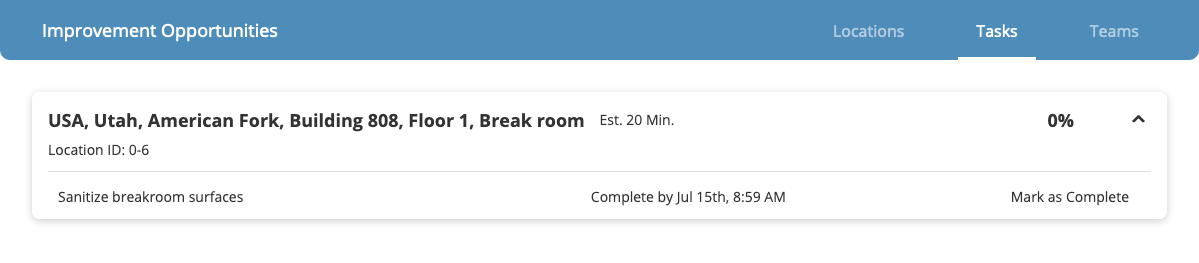 Improvement Opportunities Locations Tasks Teams
USA, Utah, American Fork, Building 808, Floor 1, Break room Est. 20 Min. 0%
Location ID: 0-6
Sanitize breakroom surfaces Complete by Jul 15th, 8:59 AM Mark as Complete